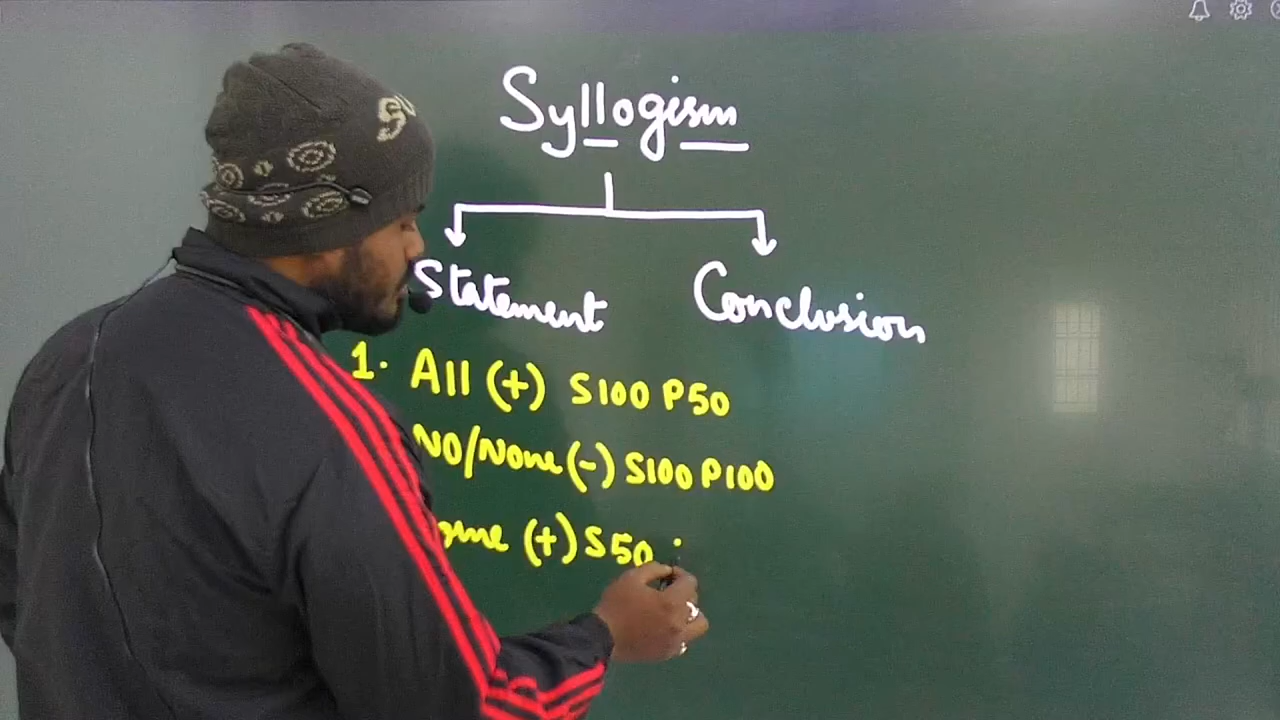 Syllogism
Statement Conclusion
1. All (+) S100 P50
NO/None (-) S100 P100
(+) S50